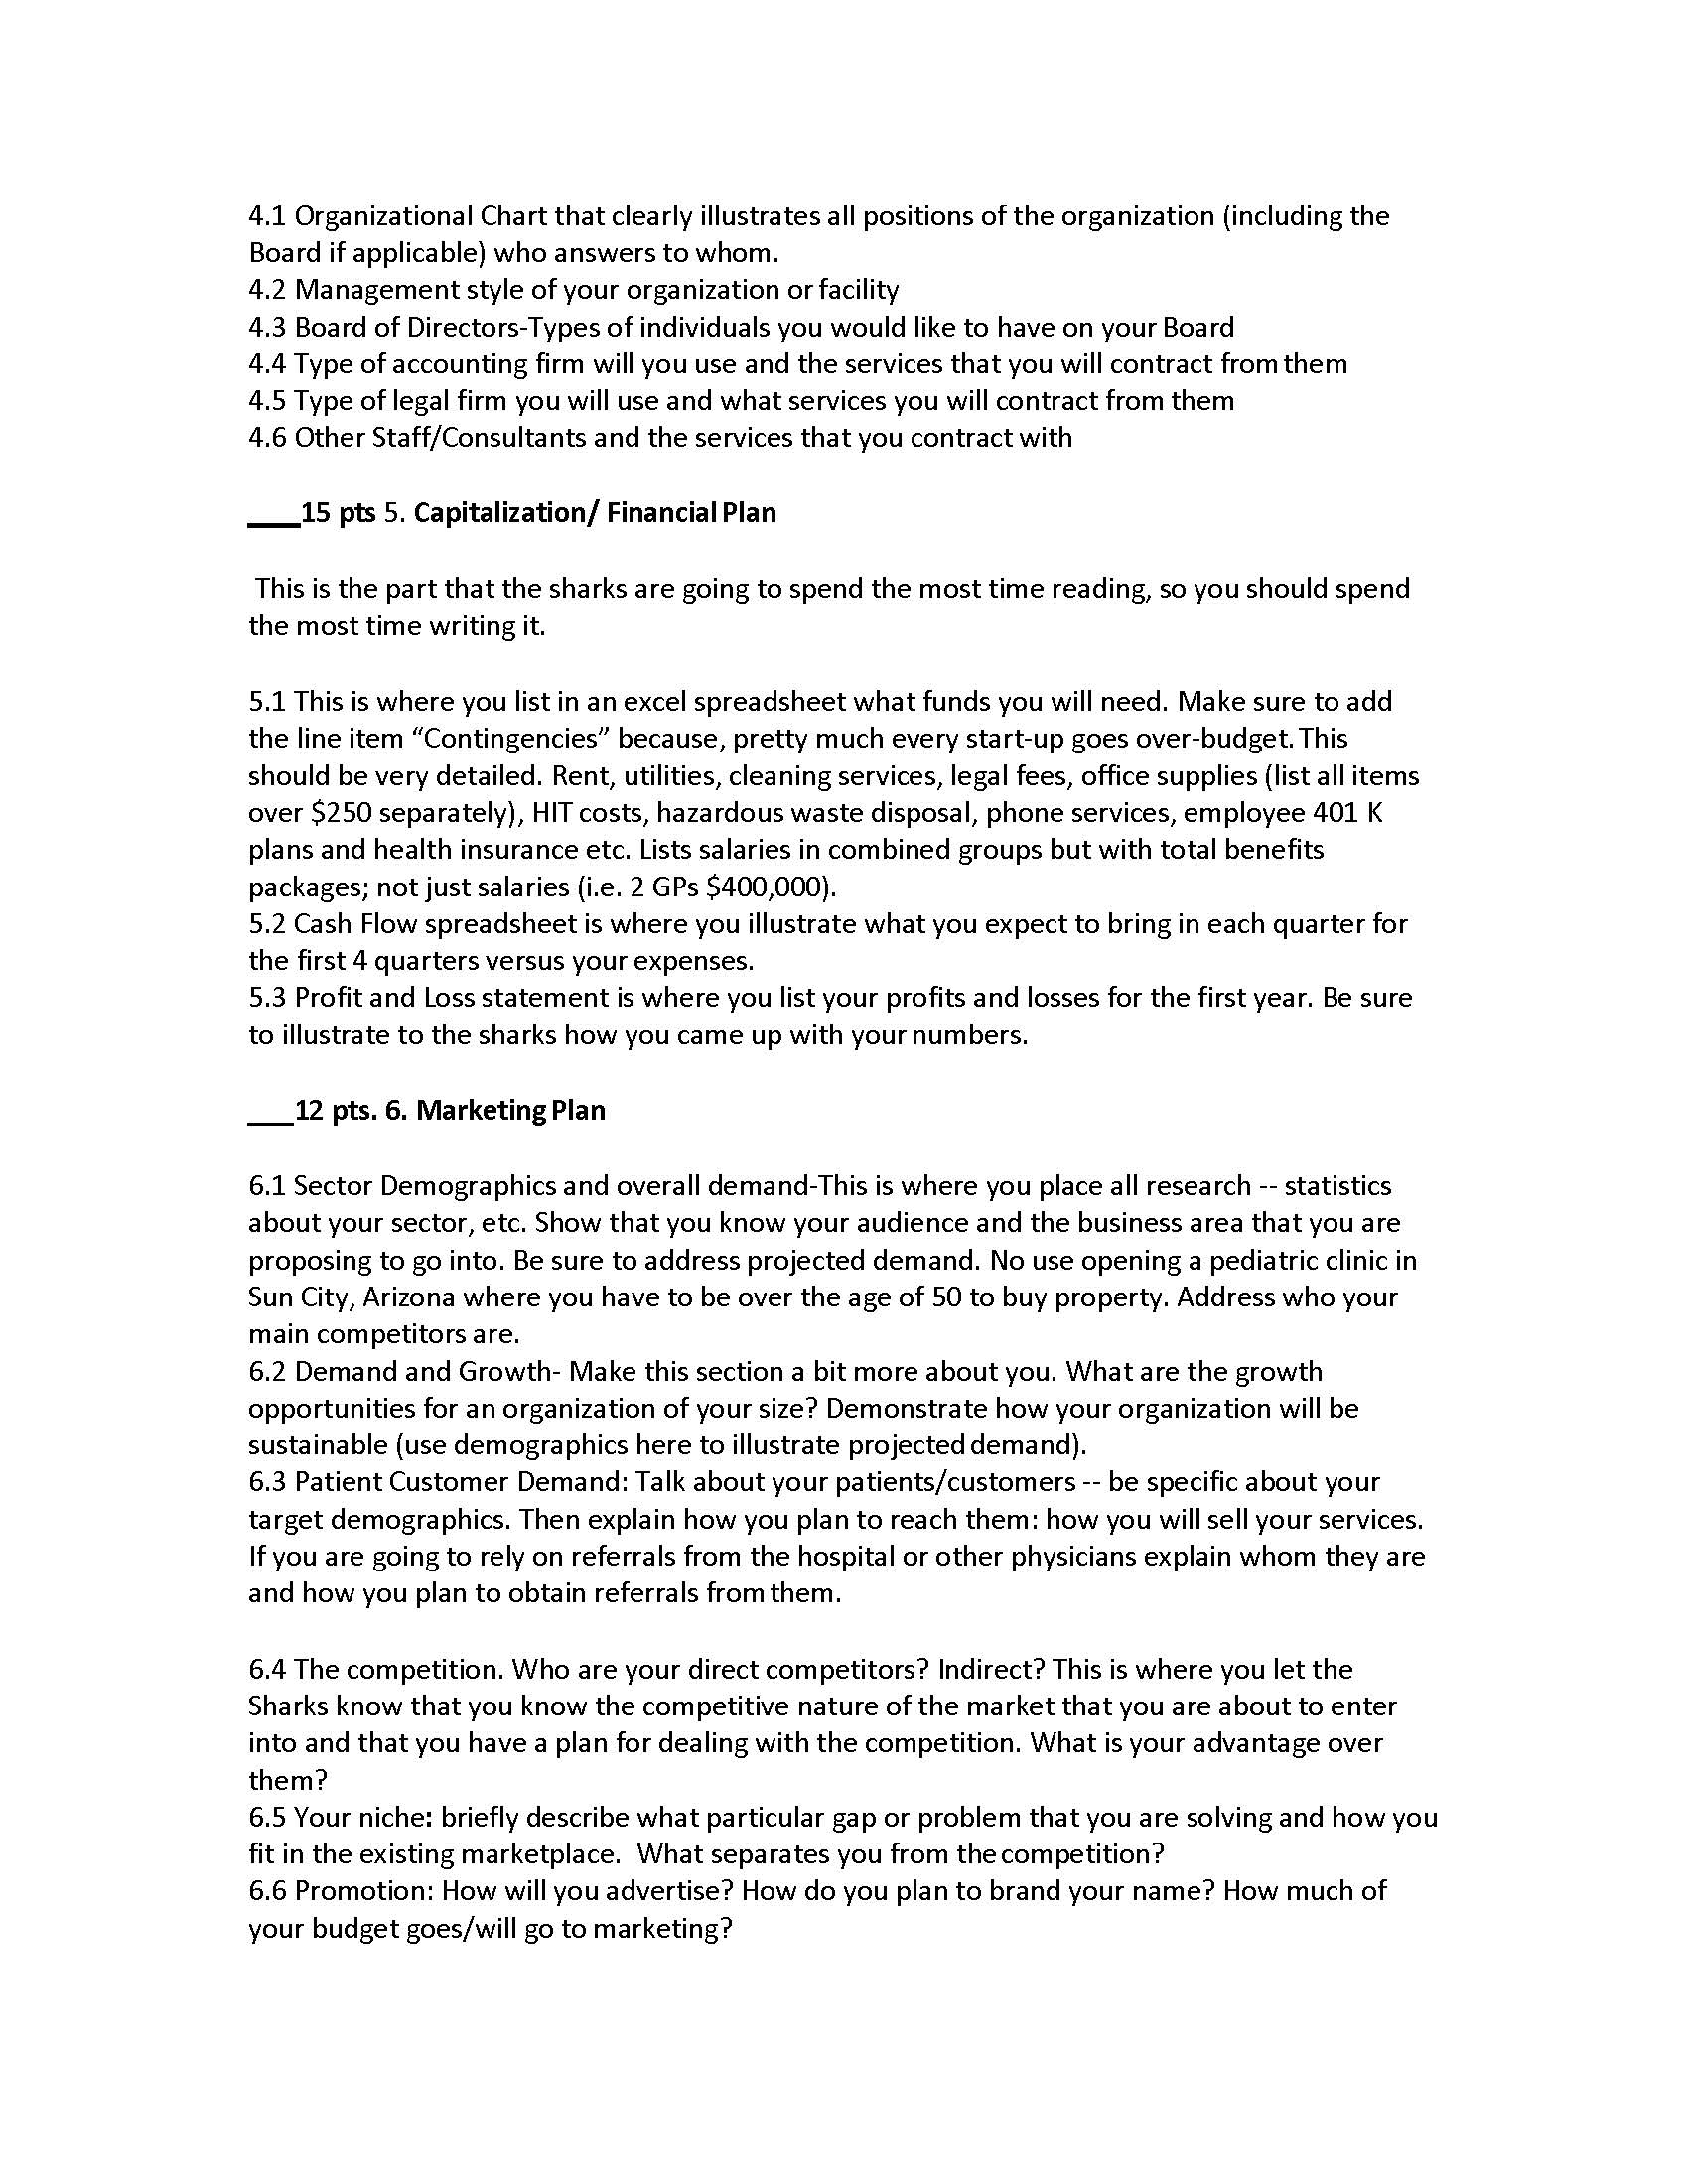 4.1 Organizational Chart that clearly illustrates all positions of the organization (including the
Board if applicable) who answers to whom.
4.2 Management style of your organization or facility
4.3 Board of Directors-Types of individuals you would like to have on your Board
4.4 Type of accounting firm will you use and the services that you will contract from them
4.5 Type of legal firm you will use and what services you will contract from them
4.6 Other Staff/Consultants and the services that you contract with
____15 pts 5. Capitalization/ Financial Plan
This is the part that the sharks are going to spend the most time reading, so you should spend
the most time writing it.
5.1 This is where you list in an excel spreadsheet what funds you will need. Make sure to add
the line item “Contingencies” because, pretty much every start-up goes over-budget. This
should be very detailed. Rent, utilities, cleaning services, legal fees, office supplies (list all items
over $250 separately), HIT costs, hazardous waste disposal, phone services, employee 401 K
plans and health insurance etc. Lists salaries in combined groups but with total benefits
packages; not just salaries (i.e. 2 GPs $400,000).
5.2 Cash Flow spreadsheet is where you illustrate what you expect to bring in each quarter for
the first 4 quarters versus your expenses.
5.3 Profit and Loss statement is where you list your profits and losses for the first year. Be sure
to illustrate to the sharks how you came up with your numbers.
___12 pts. 6. Marketing Plan
6.1 Sector Demographics and overall demand-This is where you place all research -- statistics
about your sector, etc. Show that you know your audience and the business area that you are
proposing to go into. Be sure to address projected demand. No use opening a pediatric clinic in
Sun City, Arizona where you have to be over the age of 50 to buy property. Address who your
main competitors are.
6.2 Demand and Growth- Make this section a bit more about you. What are the growth
opportunities for an organization of your size? Demonstrate how your organization will be
sustainable (use demographics here to illustrate projected demand).
6.3 Patient Customer Demand: Talk about your patients/customers -- be specific about your
target demographics. Then explain how you plan to reach them: how you will sell your services.
If you are going to rely on referrals from the hospital or other physicians explain whom they are
and how you plan to obtain referrals from them.
6.4 The competition. Who are your direct competitors? Indirect? This is where you let the
Sharks know that you know the competitive nature of the market that you are about to enter
into and that you have a plan for dealing with the competition. What is your advantage over
them?
6.5 Your niche: briefly describe what particular gap or problem that you are solving and how you
fit in the existing marketplace.  What separates you from the competition?
6.6 Promotion: How will you advertise? How do you plan to brand your name? How much of
your budget goes/will go to marketing?